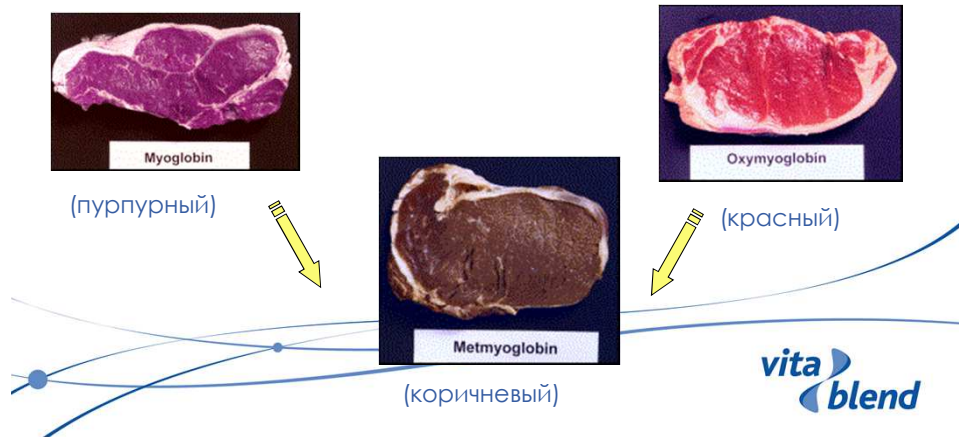 Myoglobin
Oxymyoglobin
(пурпурный)
(красный)
Metmyoglobin
(коричневый)
vita
blend